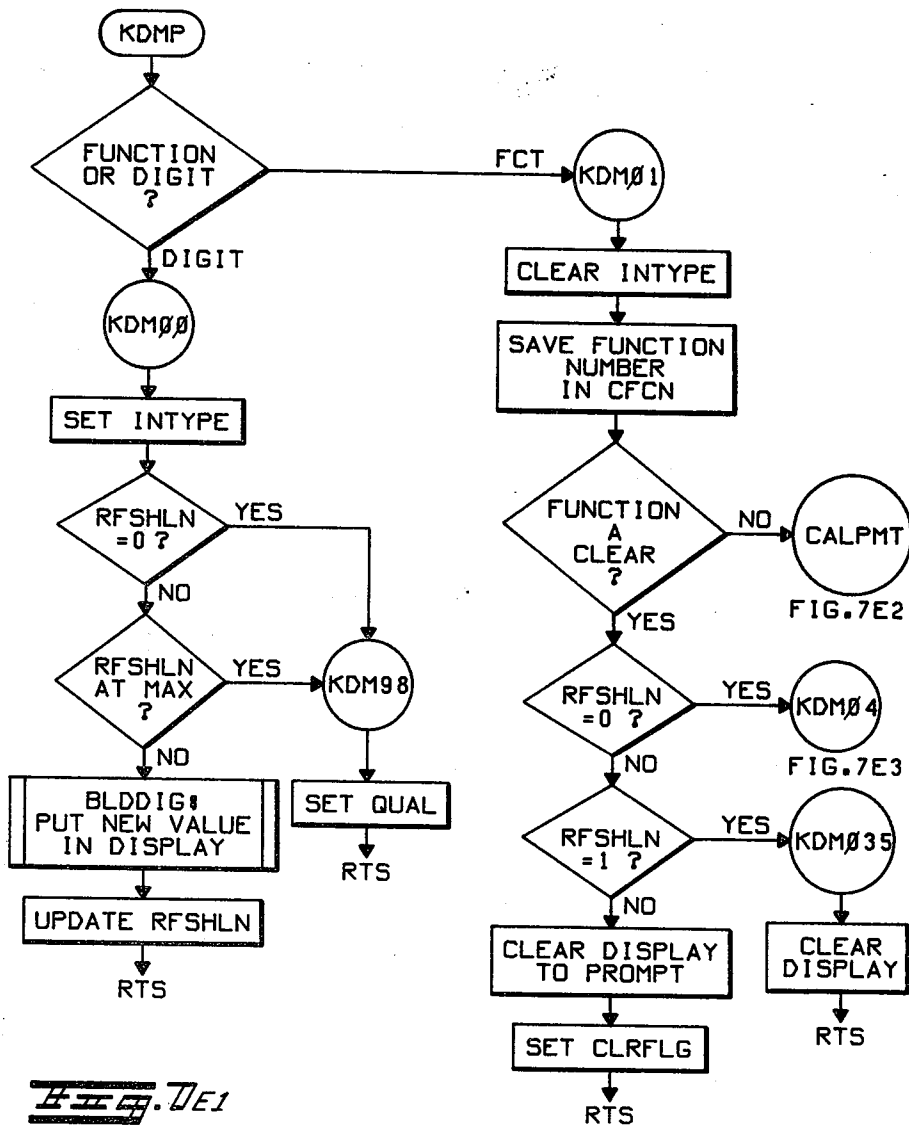 KDMP
FUNCTION
OR DIGIT
?
FCT
KDMØ1
DIGIT
KDMØØ
SET INTYPE
RFSHLN
=0 ?
YES
NO
RFSHLN
AT MAX
?
YES
KDM98
NO
SET QUAL
RTS
BLDDIG:
PUT NEW VALUE
IN DISPLAY
UPDATE RFSHLN
RTS
CLEAR INTYPE
SAVE FUNCTION
NUMBER
IN CFCN
FUNCTION
A
CLEAR
?
NO
CALPMT
FIG.7E2
YES
RFSHLN
=0 ?
YES
KDMØ4
FIG.7E3
NO
RFSHLN
=1 ?
YES
KDMØ35
NO
CLEAR DISPLAY
TO PROMPT
CLEAR
DISPLAY
RTS
SET CLRFLG
RTS
Fig. 7E1